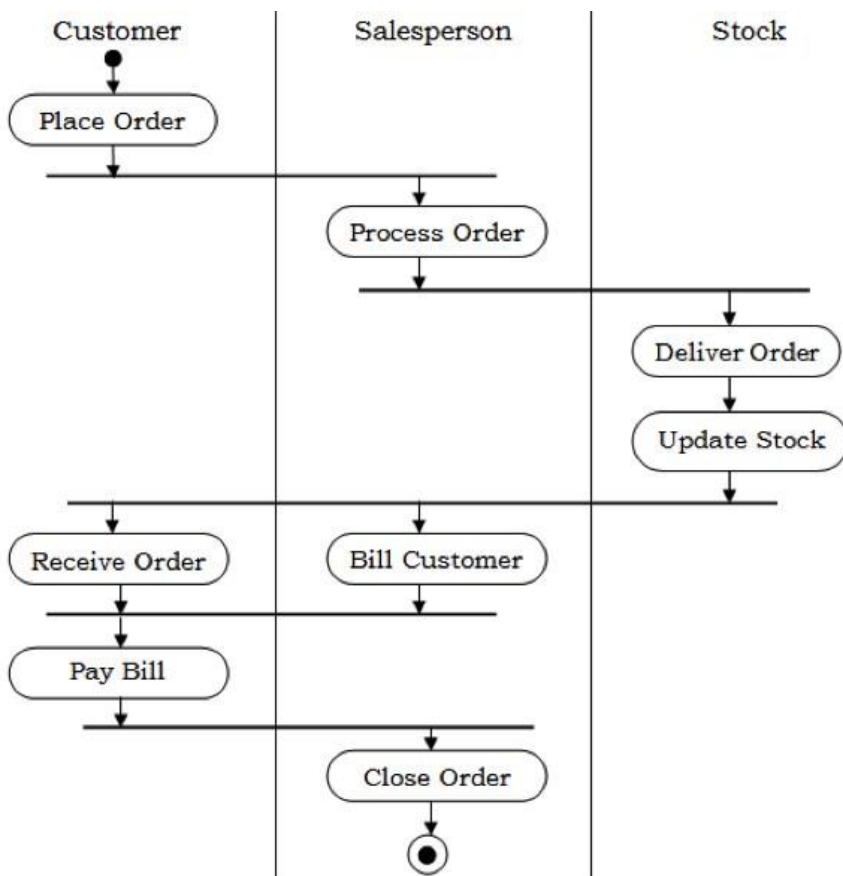 Customer
Salesperson
Stock
Place Order
Process Order
Deliver Order
Update Stock
Receive Order
Bill Customer
Pay Bill
Close Order